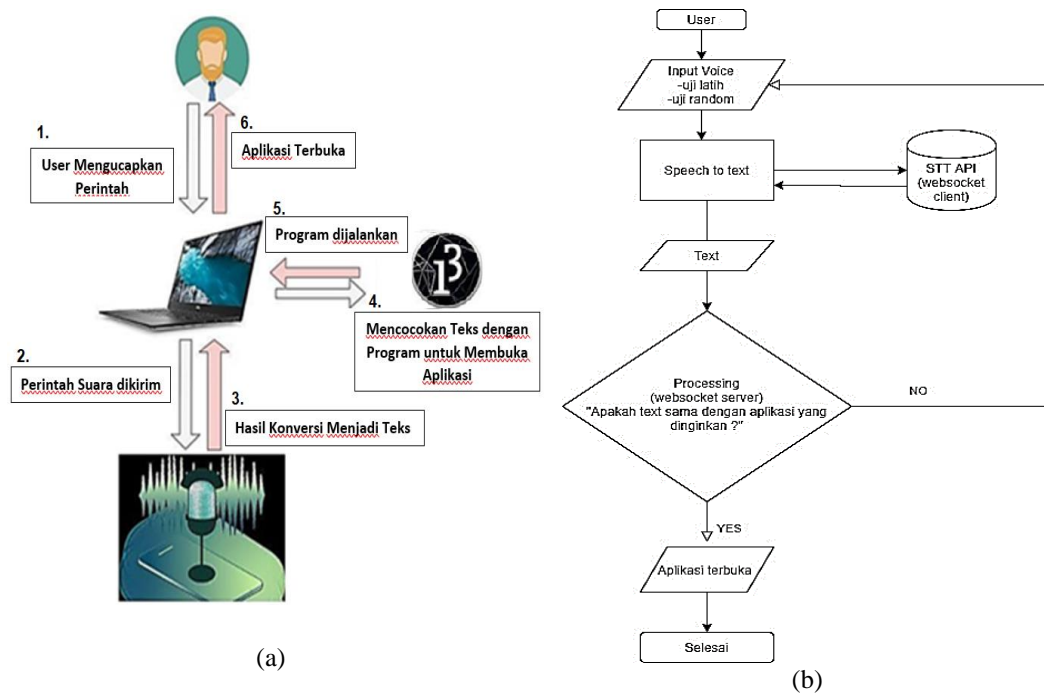 1.
User Mengucapkan
Perintah
6.
Aplikasi Terbuka
5.
Program dijalankan
i3
4.
Mencocokan Teks dengan
Program untuk Membuka
Aplikasi
2.
Perintah Suara dikirim
3.
Hasil Konversi Menjadi Teks
(a)
User
Input Voice
-uji latih
-uji random
Speech to text
STT API
(websocket
client)
Text
Processing
(websocket server)
"Apakah text sama dengan aplikasi yang
dinginkan ?"
NO
YES
Aplikasi terbuka
Selesai
(b)